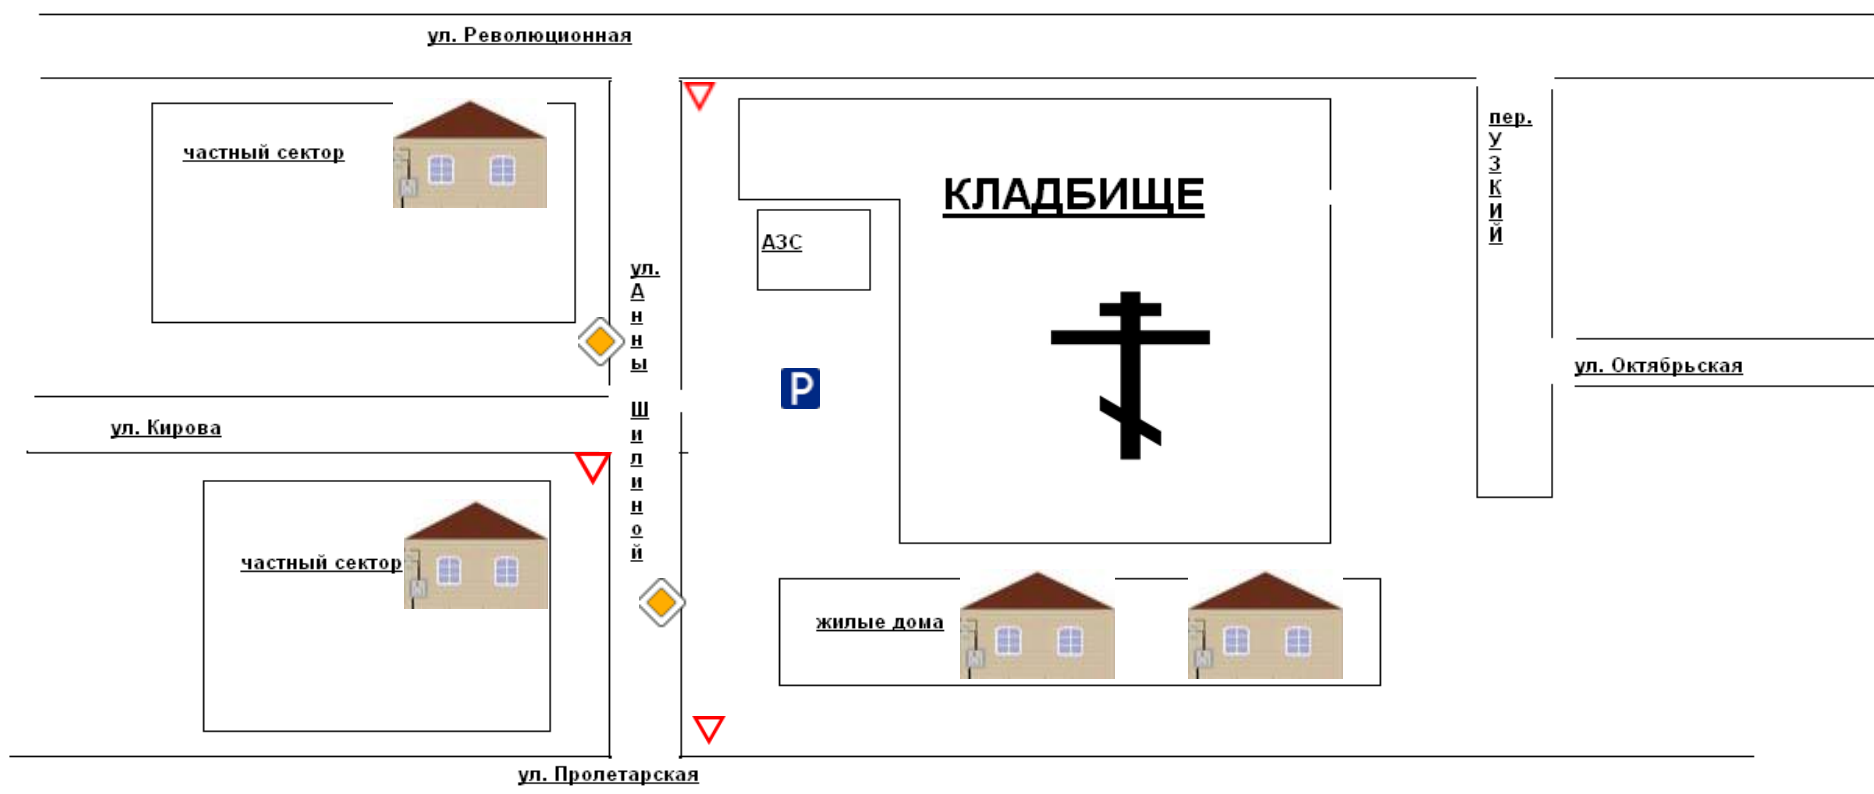 ул. Революционная
частный сектор
КЛАДБИЩЕ
пер.
У
З
К
И
Й
АЗС
ул.
А
н
н
ы
Ш
и
л
и
н
о
й
P
ул. Октябрьская
ул. Кирова
частный сектор
жилые дома
ул. Пролетарская